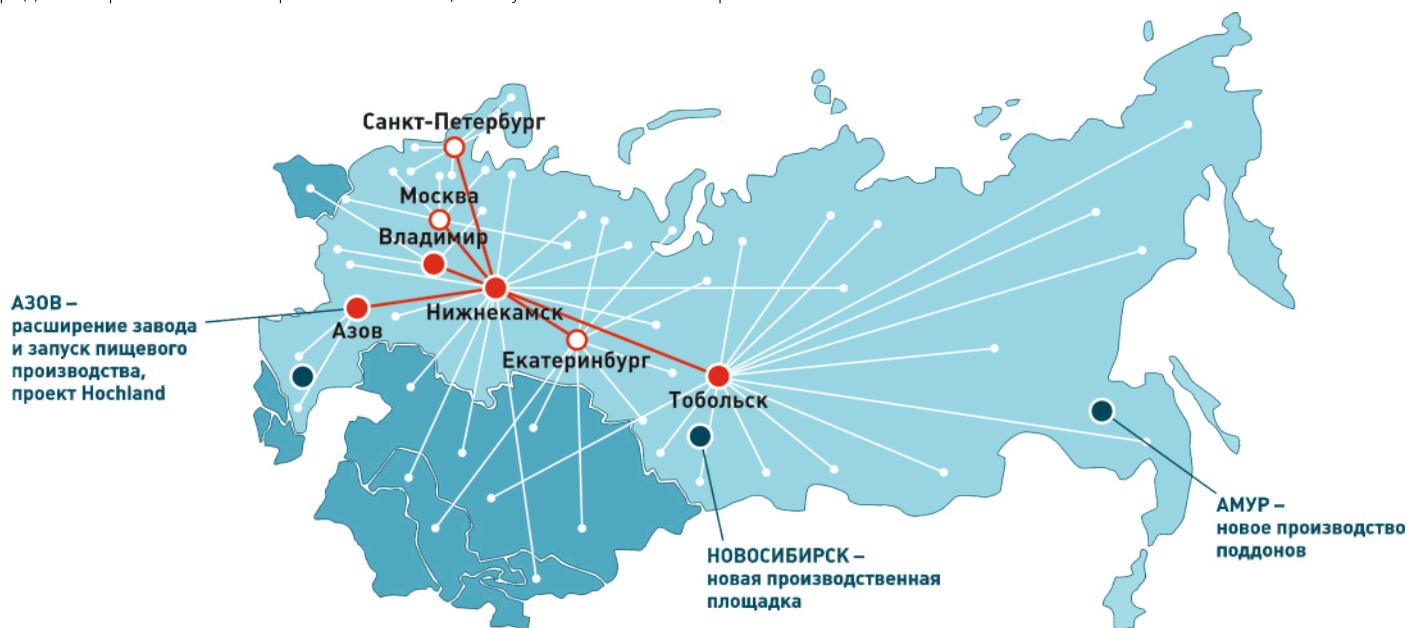 Санкт-Петербург
Москва
Владимир
АЗОВ –
расширение завода
и запуск пищевого
производства,
проект Hochland
Азов
Нижнекамск
Екатеринбург
Тобольск
АМУР –
новое производство
поддонов
НОВОСИБИРСК –
новая производственная
площадка